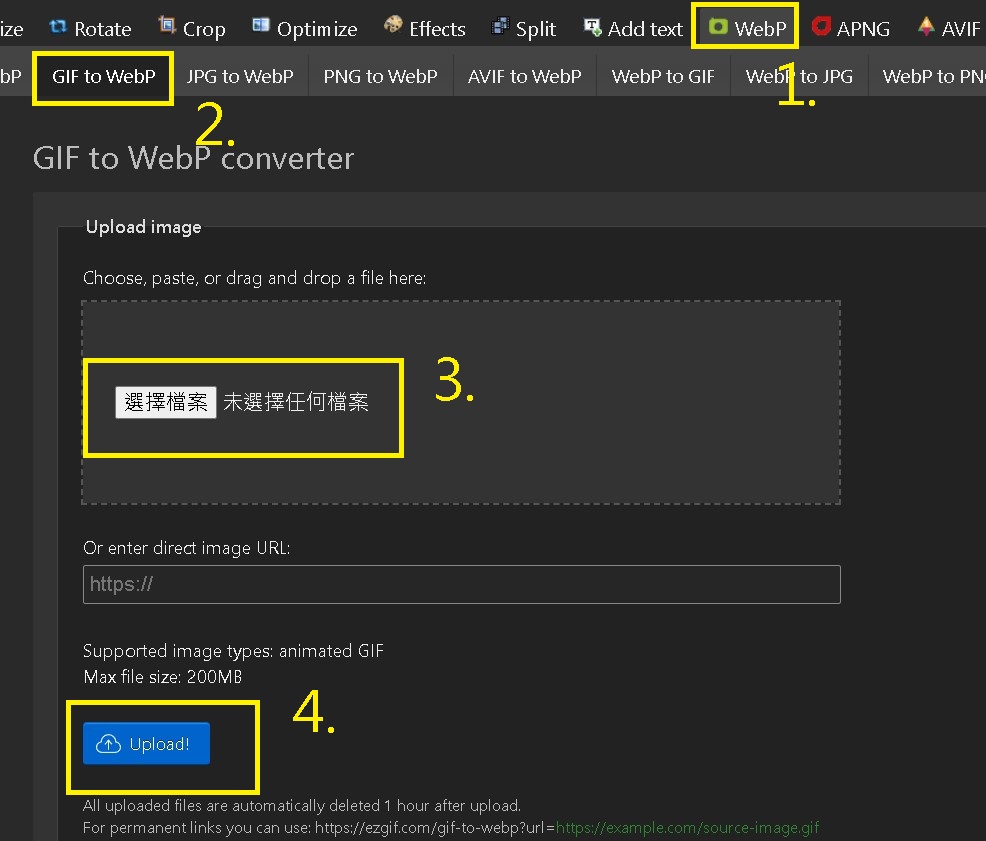 ize Rotate Crop Optimize Effects Split Add text WebP APNG AVIF
bP GIF to WebP JPG to WebP PNG to WebP AVIF to WebP WebP to GIF WebP to JPG WebP to PN
1.
2.
GIF to WebP converter
Upload image
Choose, paste, or drag and drop a file here:
選擇檔案 未選擇任何檔案
3.
Or enter direct image URL:
https://
Supported image types: animated GIF
Max file size: 200MB
4.
Upload!
All uploaded files are automatically deleted 1 hour after upload.
For permanent links you can use: https://ezgif.com/gif-to-webp?url=https://example.com/source-image.gif